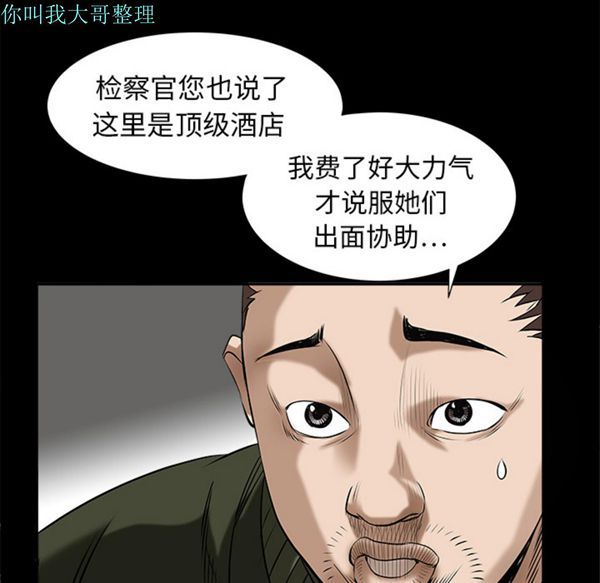 你叫我大哥整理
检察官您也说了
这里是顶级酒店
我费了好大力气
才说服她们
出面协助...